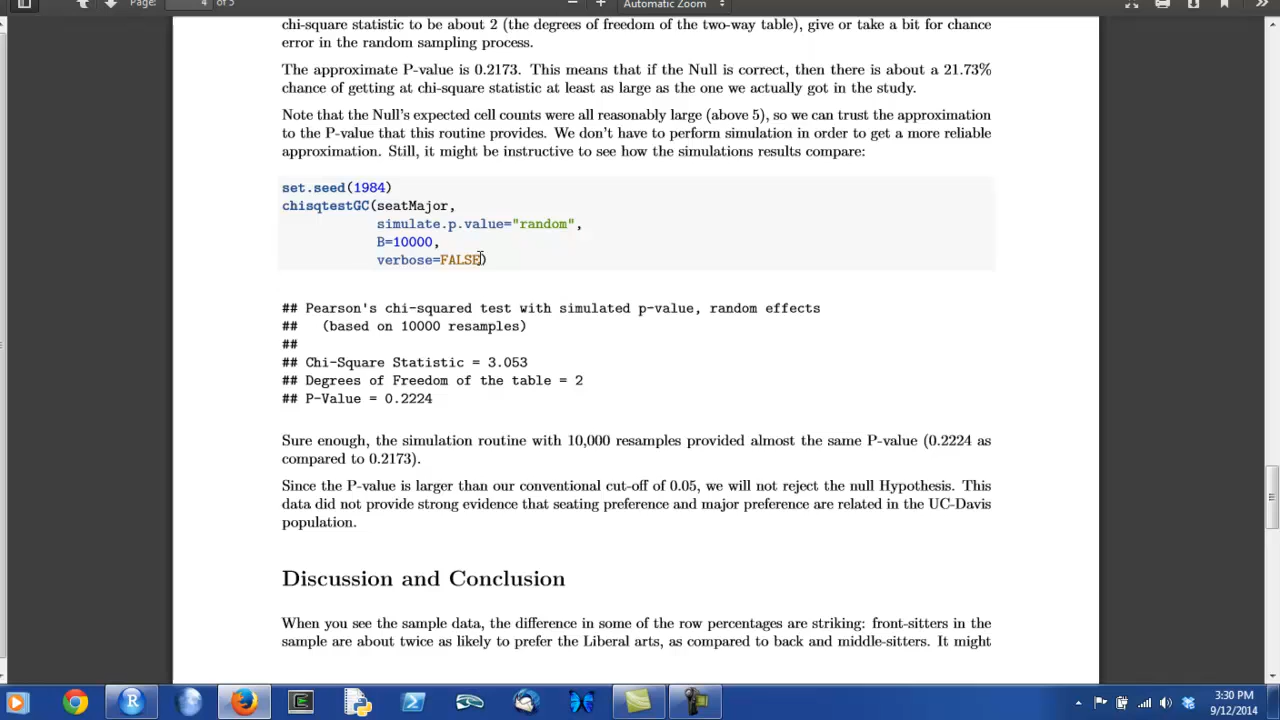 Page:
4 of 5
Automatic Zoom
chi-square statistic to be about 2 (the degrees of freedom of the two-way table), give or take a bit for chance
error in the random sampling process.
The approximate P-value is 0.2173. This means that if the Null is correct, then there is about a 21.73%
chance of getting at chi-square statistic at least as large as the one we actually got in the study.
Note that the Null's expected cell counts were all reasonably large (above 5), so we can trust the approximation
to the P-value that this routine provides. We don't have to perform simulation in order to get a more reliable
approximation. Still, it might be instructive to see how the simulations results compare:
set.seed(1984)
chisqtestGC(seatMajor,
simulate.p.value="random",
B=10000,
verbose=FALSE)
## Pearson's chi-squared test with simulated p-value, random effects
## (based on 10000 resamples)
##
## Chi-Square Statistic = 3.053
## Degrees of Freedom of the table = 2
## P-Value = 0.2224
Sure enough, the simulation routine with 10,000 resamples provided almost the same P-value (0.2224 as
compared to 0.2173).
Since the P-value is larger than our conventional cut-off of 0.05, we will not reject the null Hypothesis. This
data did not provide strong evidence that seating preference and major preference are related in the UC-Davis
population.
Discussion and Conclusion
When you see the sample data, the difference in some of the row percentages are striking: front-sitters in the
sample are about twice as likely to prefer the Liberal arts, as compared to back and middle-sitters. It might
3:30 PM
9/12/2014